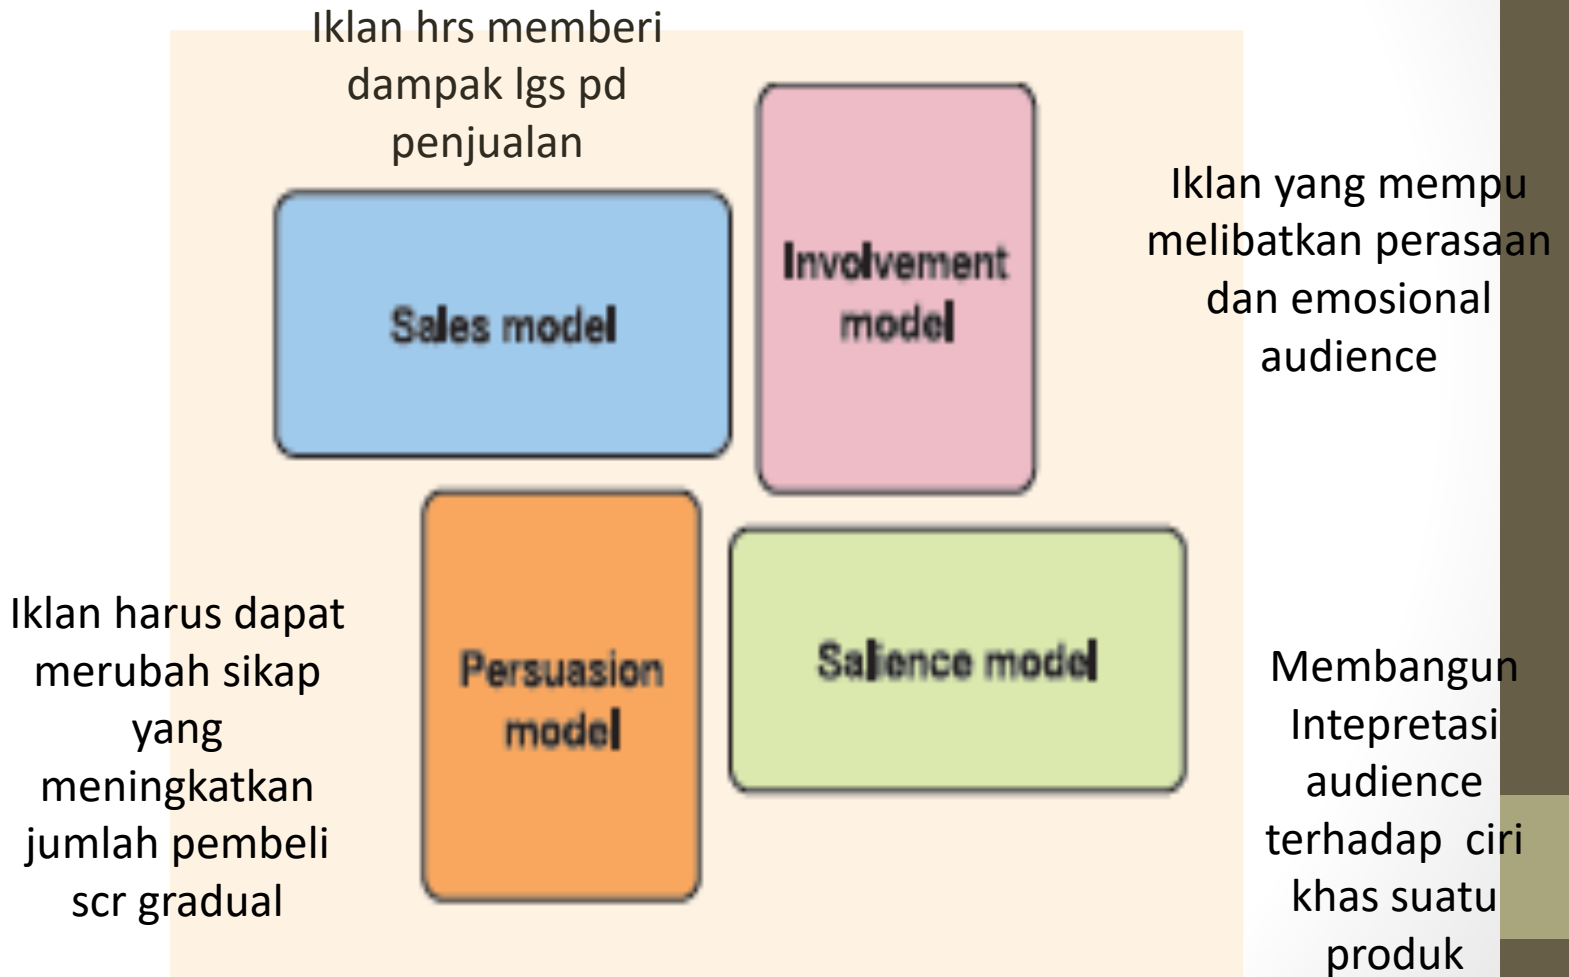 Iklan hrs memberi
dampak lgs pd
penjualan
Sales model
Involvement
model
Iklan yang mempu
melibatkan perasaan
dan emosional
audience
Iklan harus dapat
merubah sikap
yang
meningkatkan
jumlah pembeli
scr gradual
Persuasion
model
Salience model
Membangun
Intepretasi
audience
terhadap  ciri
khas suatu
produk